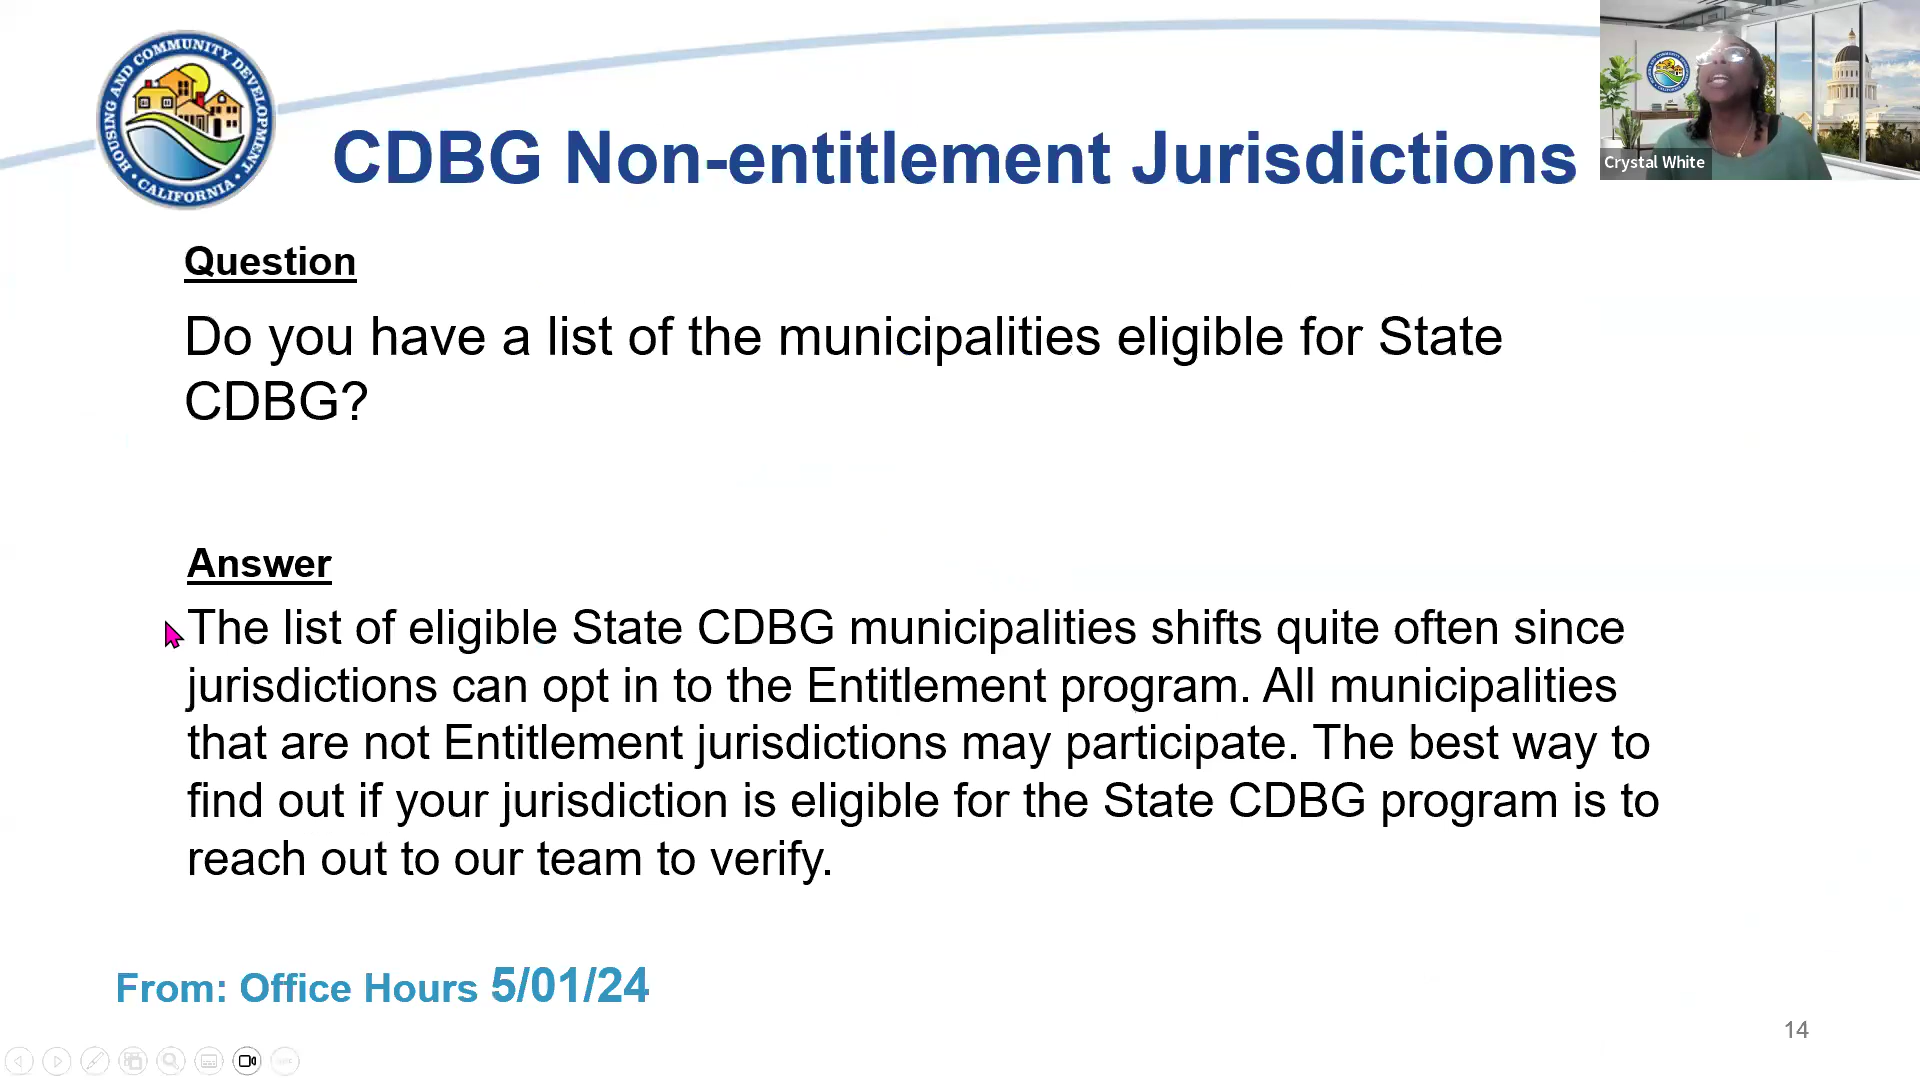 HOUSING AND COMMUNITY DEVELOPMENT
• CALIFORNIA •
CDBG Non-entitlement Jurisdictions
Crystal White
Question
Do you have a list of the municipalities eligible for State
CDBG?
Answer
The list of eligible State CDBG municipalities shifts quite often since
jurisdictions can opt in to the Entitlement program. All municipalities
that are not Entitlement jurisdictions may participate. The best way to
find out if your jurisdiction is eligible for the State CDBG program is to
reach out to our team to verify.
From: Office Hours 5/01/24
14